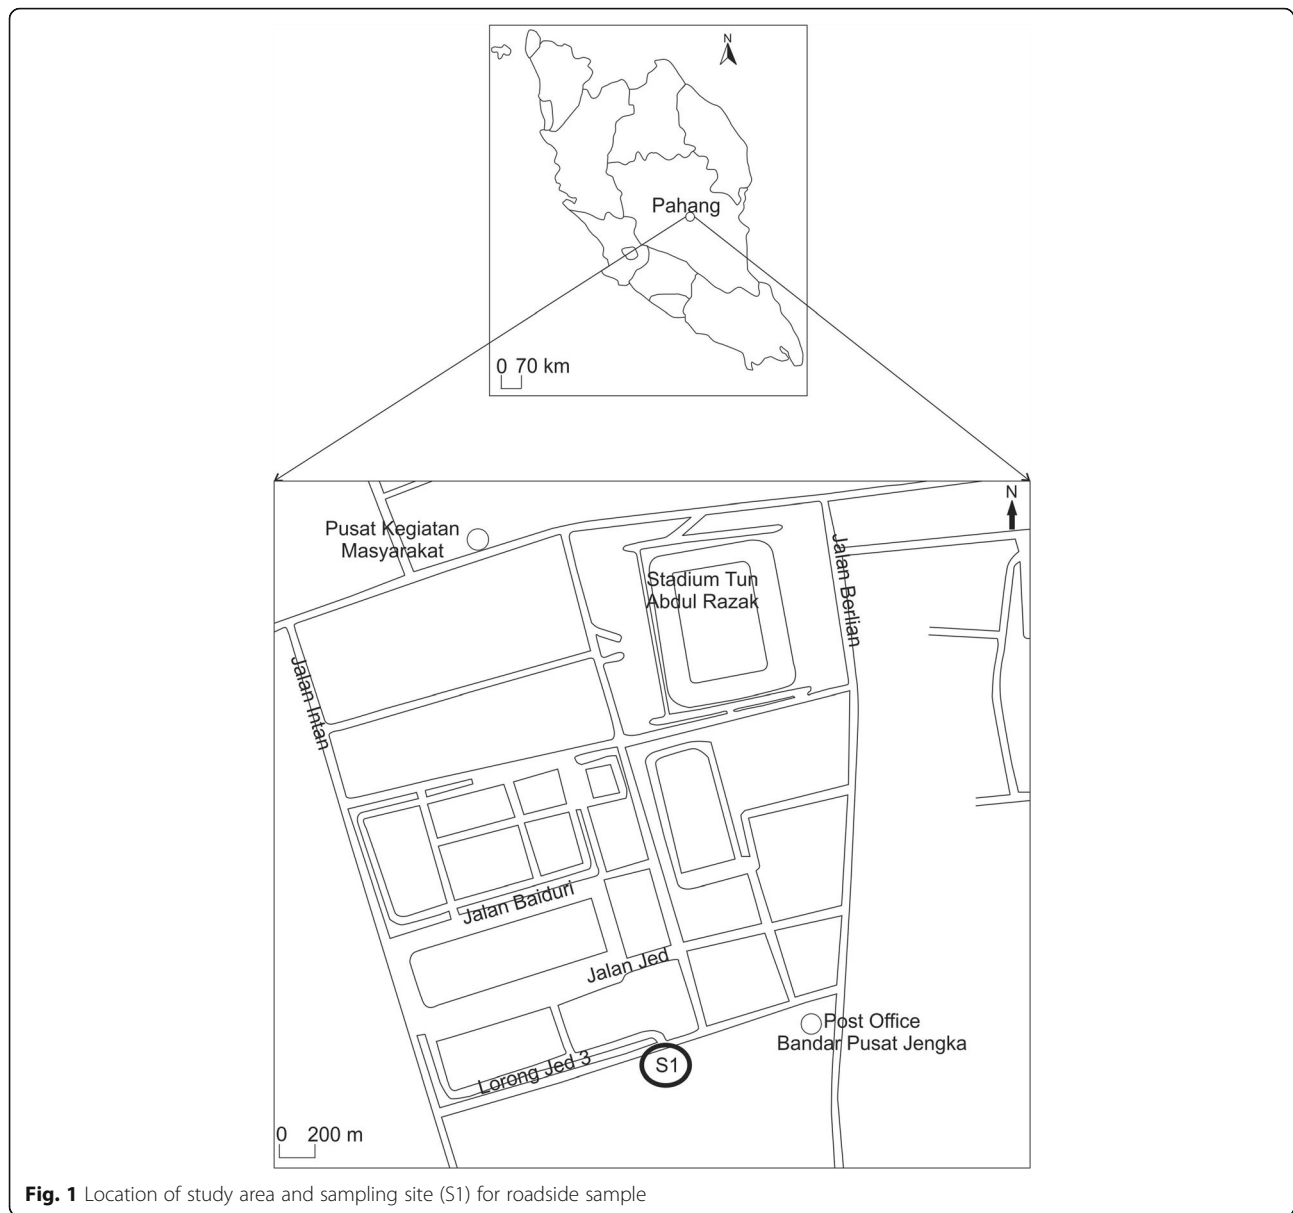 N
Pahang
0 70 km
N
Pusat Kegiatan
Masyarakat
Stadium Tun
Abdul Razak
Jalan Berlian
Jalan Intan
Jalan Baiduri
Jalan Jed
Post Office
Bandar Pusat Jengka
Lorong Jed 3
S1
0 200 m
Fig. 1 Location of study area and sampling site (S1) for roadside sample